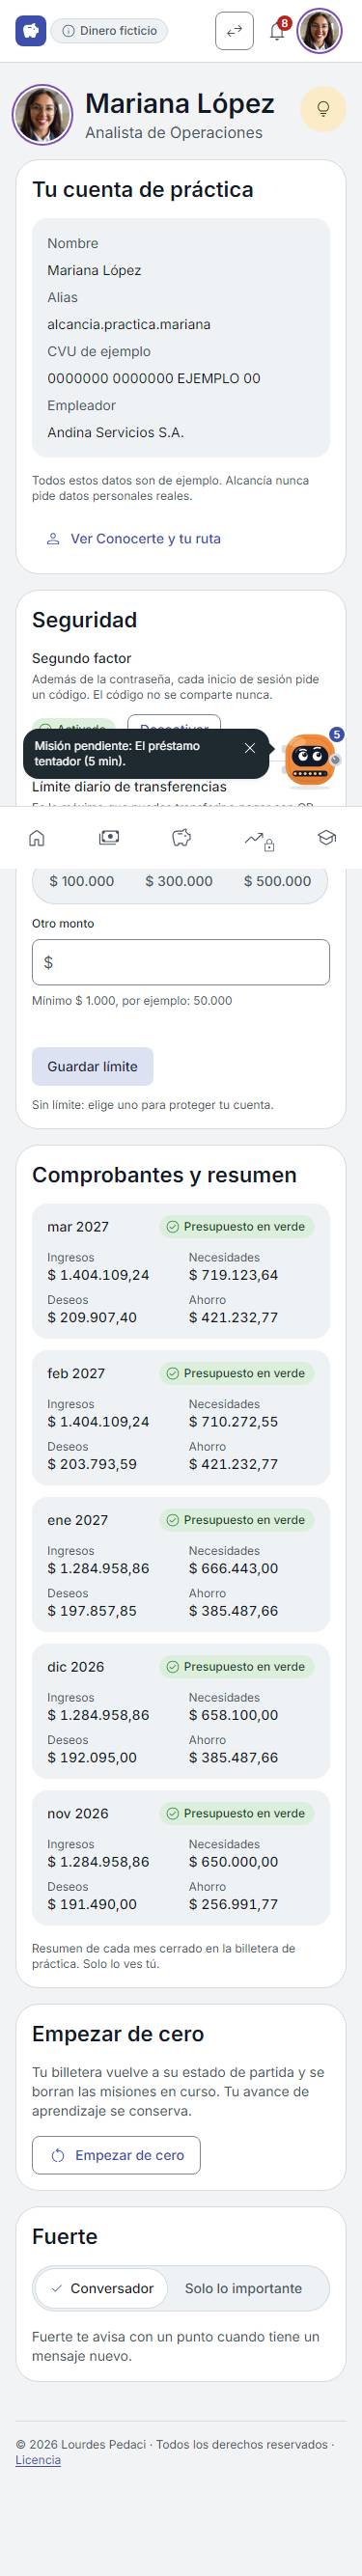 Dinero ficticio
8
Mariana López
Analista de Operaciones
Tu cuenta de práctica
Nombre
Mariana López
Alias
alcancia.practica.mariana
CVU de ejemplo
0000000 0000000 EJEMPLO 00
Empleador
Andina Servicios S.A.
Todos estos datos son de ejemplo. Alcancía nunca
pide datos personales reales.
Ver Conocerte y tu ruta
Seguridad
Segundo factor
Además de la contraseña, cada inicio de sesión pide
un código. El código no se comparte nunca.
5
Misión pendiente: El préstamo
tentador (5 min).
Límite diario de transferencias
$ 100.000 $ 300.000 $ 500.000
Otro monto
$
Mínimo $ 1.000, por ejemplo: 50.000
Guardar límite
Sin límite: elige uno para proteger tu cuenta.
Comprobantes y resumen
mar 2027 Presupuesto en verde
Ingresos Necesidades
$ 1.404.109,24 $ 719.123,64
Deseos Ahorro
$ 209.907,40 $ 421.232,77
feb 2027 Presupuesto en verde
Ingresos Necesidades
$ 1.404.109,24 $ 710.272,55
Deseos Ahorro
$ 203.793,59 $ 421.232,77
ene 2027 Presupuesto en verde
Ingresos Necesidades
$ 1.284.958,86 $ 666.443,00
Deseos Ahorro
$ 197.857,85 $ 385.487,66
dic 2026 Presupuesto en verde
Ingresos Necesidades
$ 1.284.958,86 $ 658.100,00
Deseos Ahorro
$ 192.095,00 $ 385.487,66
nov 2026 Presupuesto en verde
Ingresos Necesidades
$ 1.284.958,86 $ 650.000,00
Deseos Ahorro
$ 191.490,00 $ 256.991,77
Resumen de cada mes cerrado en la billetera de
práctica. Solo lo ves tú.
Empezar de cero
Tu billetera vuelve a su estado de partida y se
borran las misiones en curso. Tu avance de
aprendizaje se conserva.
Empezar de cero
Fuerte
Conversador Solo lo importante
Fuerte te avisa con un punto cuando tiene un
mensaje nuevo.
© 2026 Lourdes Pedaci · Todos los derechos reservados ·
Licencia